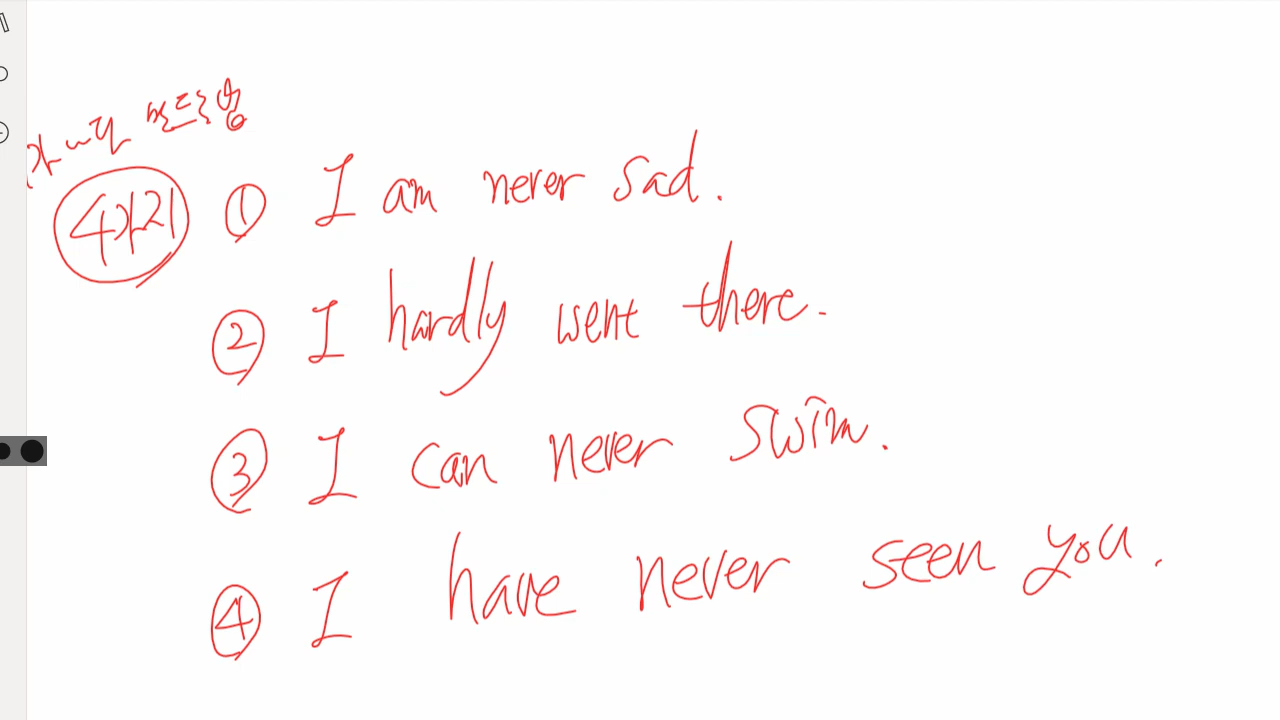 4가지 ① I am never sad.
② I hardly went there.
③ I can never swim.
④ I have never seen you.